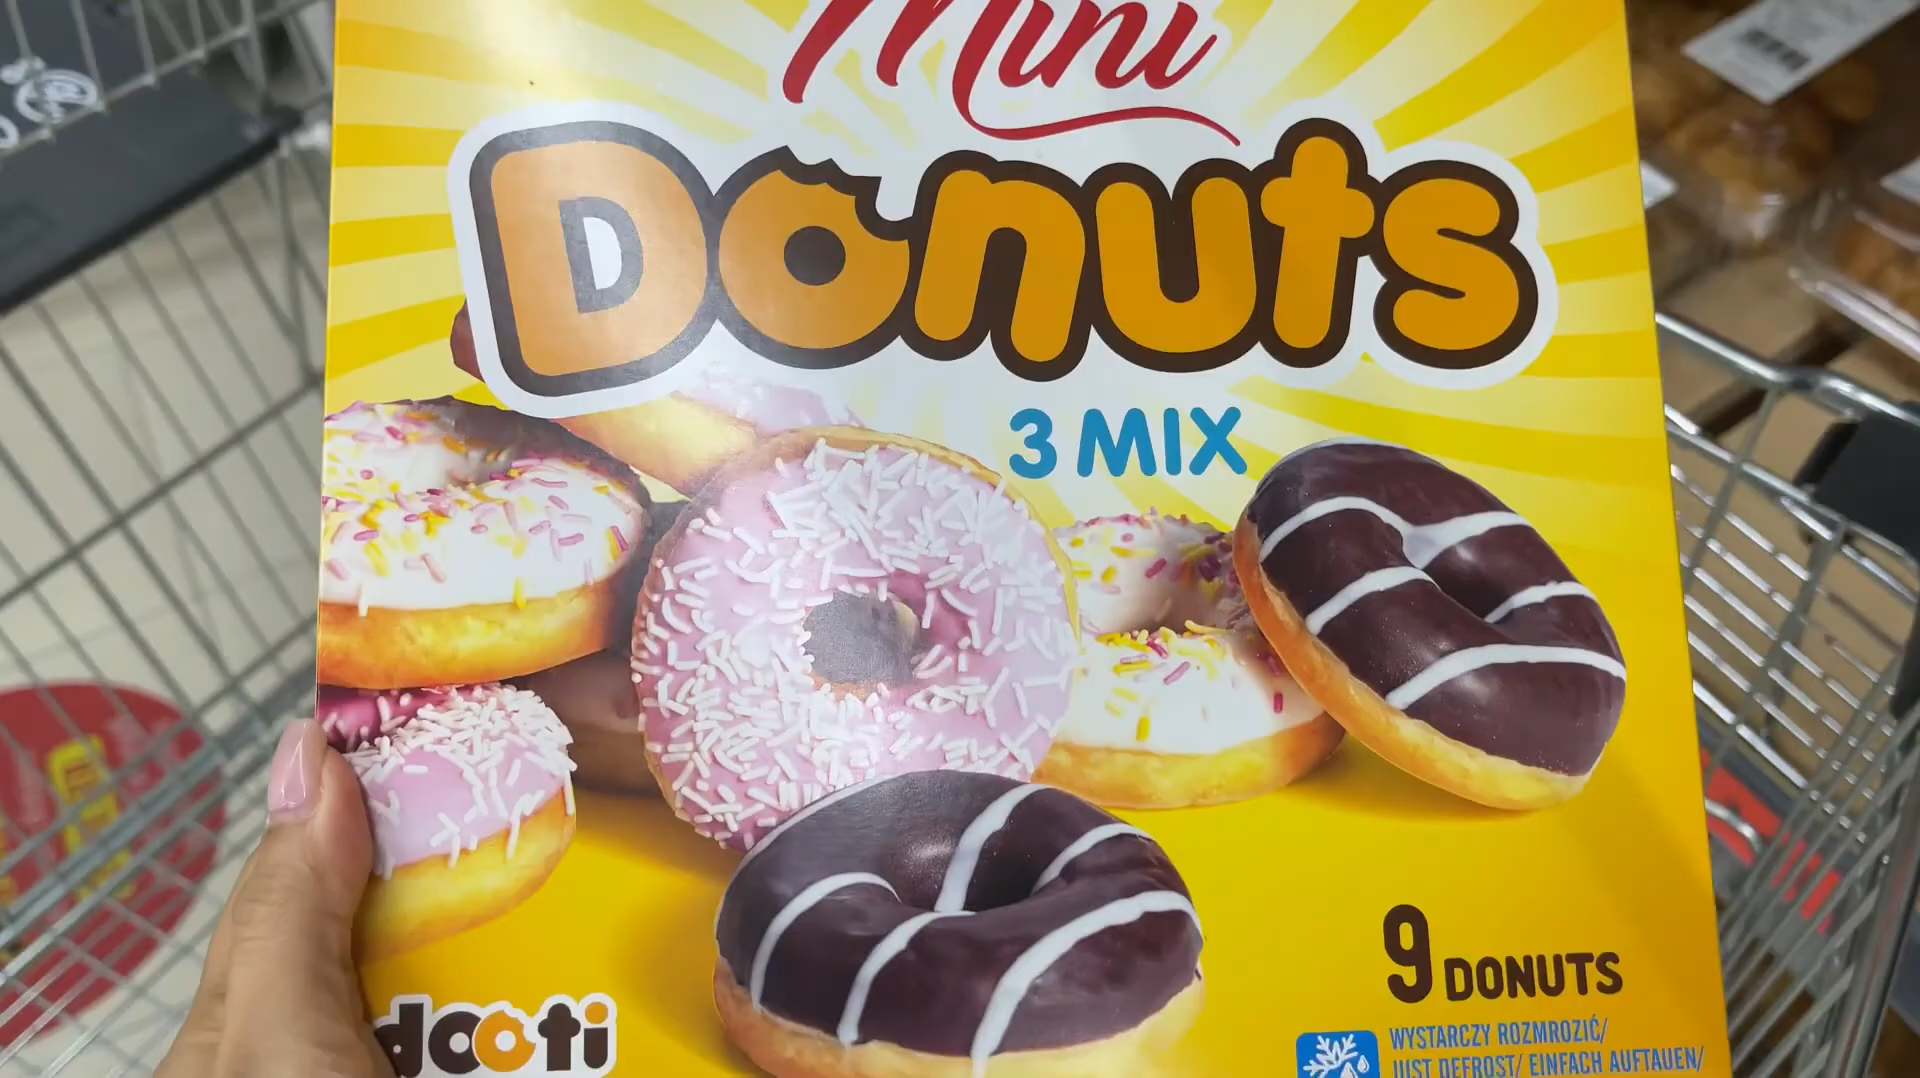 Mini
Donuts
3 MIX
9 DONUTS
dooti
WYSTARCZY ROZMROZIĆ/
JUST DEFROST/ EINFACH AUFTAUEN/